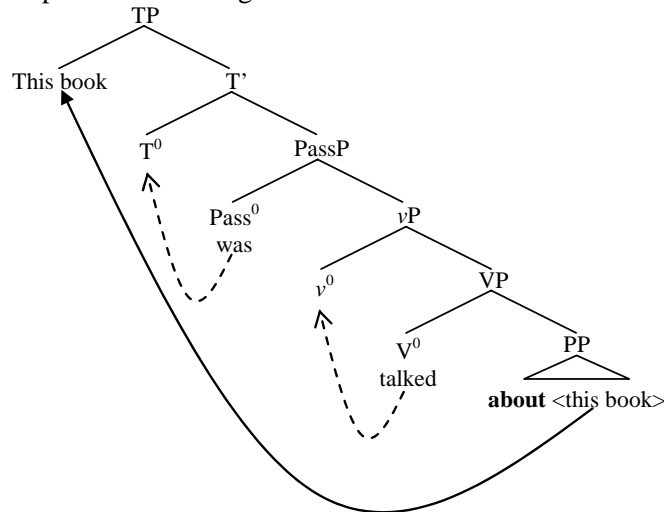 TP
This book T’
T⁰ PassP
Pass⁰ vP
was
v⁰ VP
V⁰ PP
talked
about <this book>